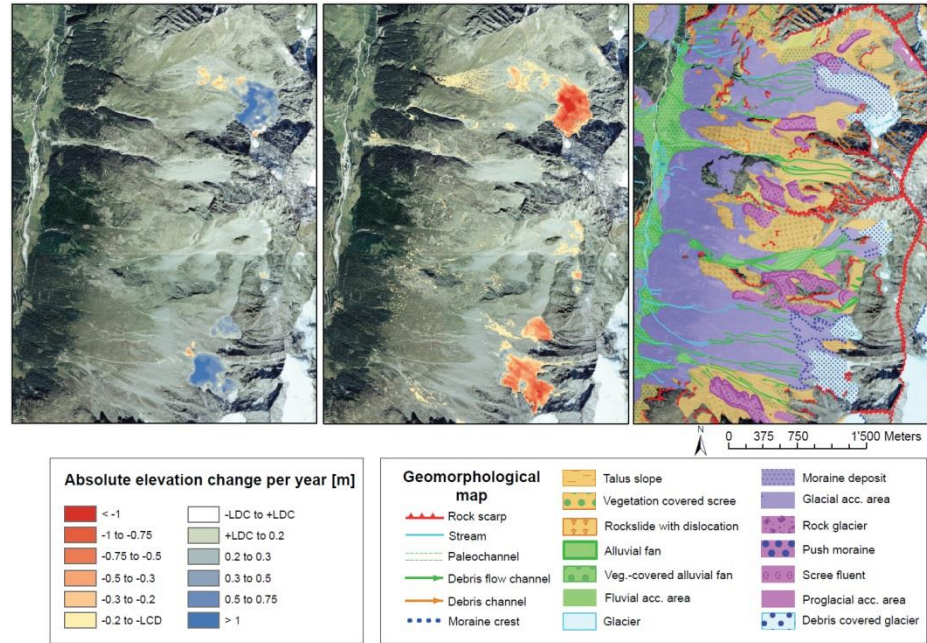 N
0 375 750 1'500 Meters
Absolute elevation change per year [m]
< -1
-1 to -0.75
-0.75 to -0.5
-0.5 to -0.3
-0.3 to -0.2
-0.2 to -LCD
-LDC to +LDC
+LDC to 0.2
0.2 to 0.3
0.3 to 0.5
0.5 to 0.75
> 1
Geomorphological
map
Rock scarp
Stream
Paleochannel
Debris flow channel
Debris channel
Moraine crest
Talus slope
Vegetation covered scree
Rockslide with dislocation
Alluvial fan
Veg.-covered alluvial fan
Fluvial acc. area
Glacier
Moraine deposit
Glacial acc. area
Rock glacier
Push moraine
Scree fluent
Proglacial acc. area
Debris covered glacier